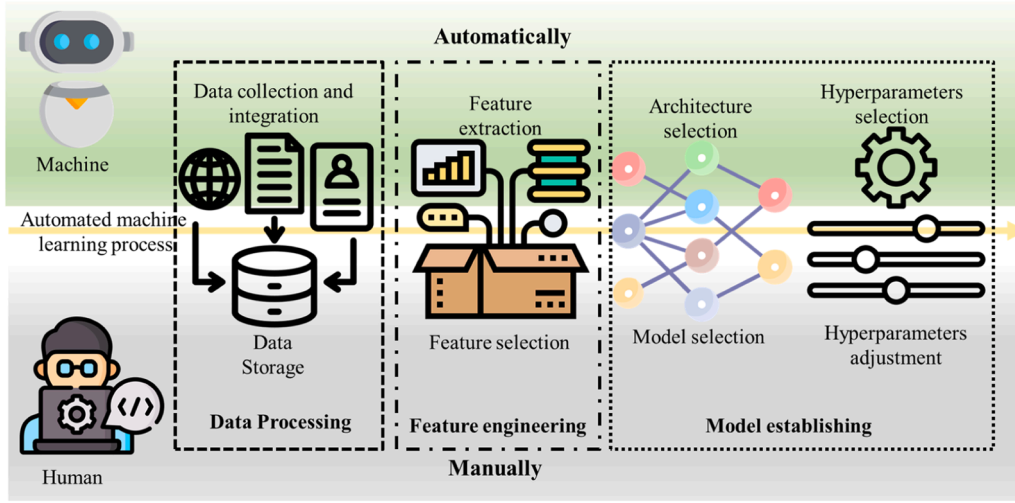 Automatically
Machine
Data collection and
integration
Feature
extraction
Architecture
selection
Hyperparameters
selection
Automated machine
learning process
Data
Storage
Feature selection
Model selection
Hyperparameters
adjustment
Data Processing
Feature engineering
Model establishing
Human
Manually